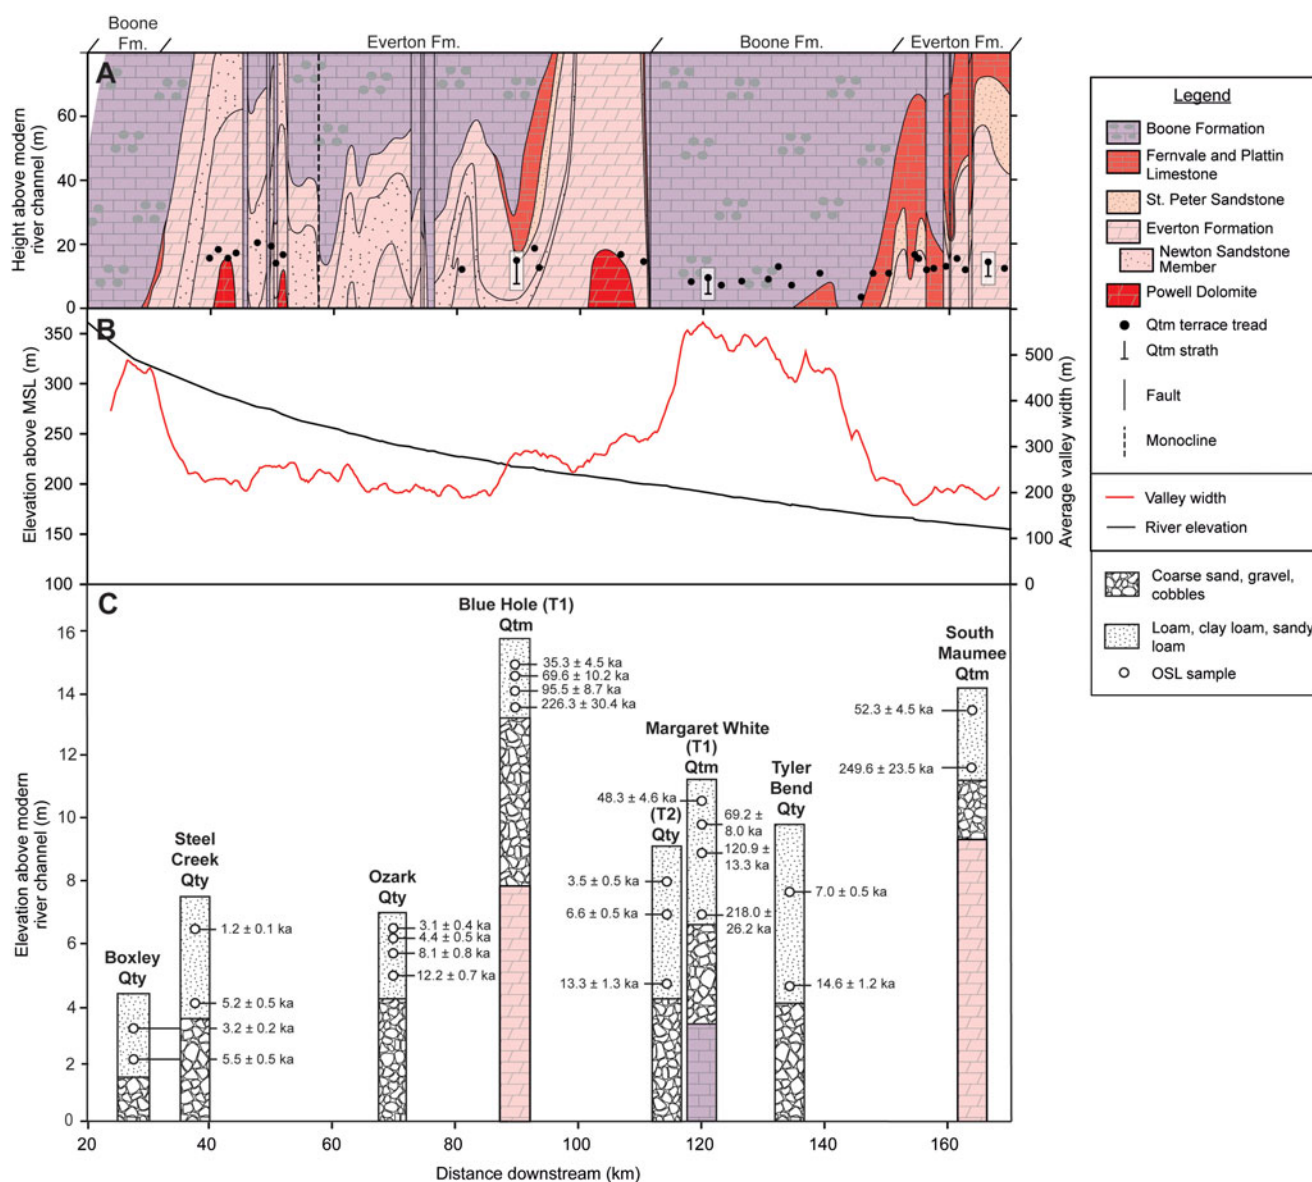 Boone
Fm.
Everton Fm.
Boone Fm.
Everton Fm.
A
Height above modern
river channel (m)
60
40
20
0
B
Elevation above MSL (m)
350
300
250
200
150
100
Average valley width (m)
500
400
300
200
100
0
C
Elevation above modern
river channel (m)
16
14
12
10
8
6
4
2
0
Boxley
Qty
3.2 ± 0.2 ka
5.5 ± 0.5 ka
Steel
Creek
Qty
1.2 ± 0.1 ka
5.2 ± 0.5 ka
Ozark
Qty
3.1 ± 0.4 ka
4.4 ± 0.5 ka
8.1 ± 0.8 ka
12.2 ± 0.7 ka
Blue Hole (T1)
Qtm
35.3 ± 4.5 ka
69.6 ± 10.2 ka
95.5 ± 8.7 ka
226.3 ± 30.4 ka
(T2)
Qty
3.5 ± 0.5 ka
6.6 ± 0.5 ka
13.3 ± 1.3 ka
Margaret White
(T1)
Qtm
48.3 ± 4.6 ka
69.2 ±
8.0 ka
120.9 ±
13.3 ka
218.0 ±
26.2 ka
Tyler
Bend
Qty
7.0 ± 0.5 ka
14.6 ± 1.2 ka
South
Maumee
Qtm
52.3 ± 4.5 ka
249.6 ± 23.5 ka
20
40
60
80
100
120
140
160
Distance downstream (km)
Legend
Boone Formation
Fernvale and Plattin
Limestone
St. Peter Sandstone
Everton Formation
Newton Sandstone
Member
Powell Dolomite
Qtm terrace tread
Qtm strath
Fault
Monocline
Valley width
River elevation
Coarse sand, gravel,
cobbles
Loam, clay loam, sandy
loam
OSL sample